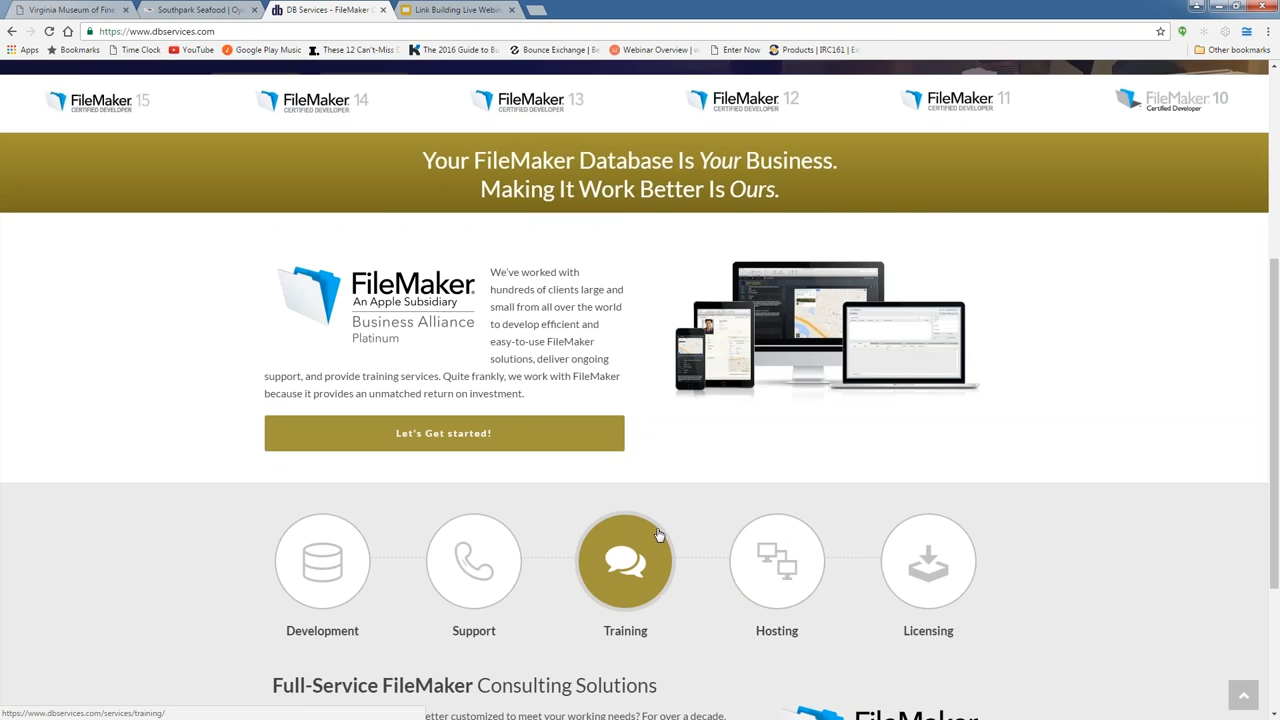 Virginia Museum of Fine
Southpark Seafood | Oys
DB Services - FileMaker C
Link Building Live Webin
https://www.dbservices.com
Apps
Bookmarks
Time Clock
YouTube
Google Play Music
These 12 Can't-Miss
The 2016 Guide to Bu
Bounce Exchange | Be
Webinar Overview | w
Enter Now
Products | IRC161 | Ex
Other bookmarks
FileMaker 15
CERTIFIED DEVELOPER
FileMaker 14
CERTIFIED DEVELOPER
FileMaker 13
CERTIFIED DEVELOPER
FileMaker 12
CERTIFIED DEVELOPER
FileMaker 11
CERTIFIED DEVELOPER
FileMaker 10
Certified Developer
Your FileMaker Database Is Your Business.
Making It Work Better Is Ours.
FileMaker
An Apple Subsidiary
Business Alliance
Platinum
We've worked with
hundreds of clients large and
small from all over the world
to develop efficient and
easy-to-use FileMaker
solutions, deliver ongoing
support, and provide training services. Quite frankly, we work with FileMaker
because it provides an unmatched return on investment.
Let's Get started!
Development
Support
Training
Hosting
Licensing
Full-Service FileMaker Consulting Solutions
etter customized to meet your working needs? For over a decade,
FileMaker
https://www.dbservices.com/services/training/